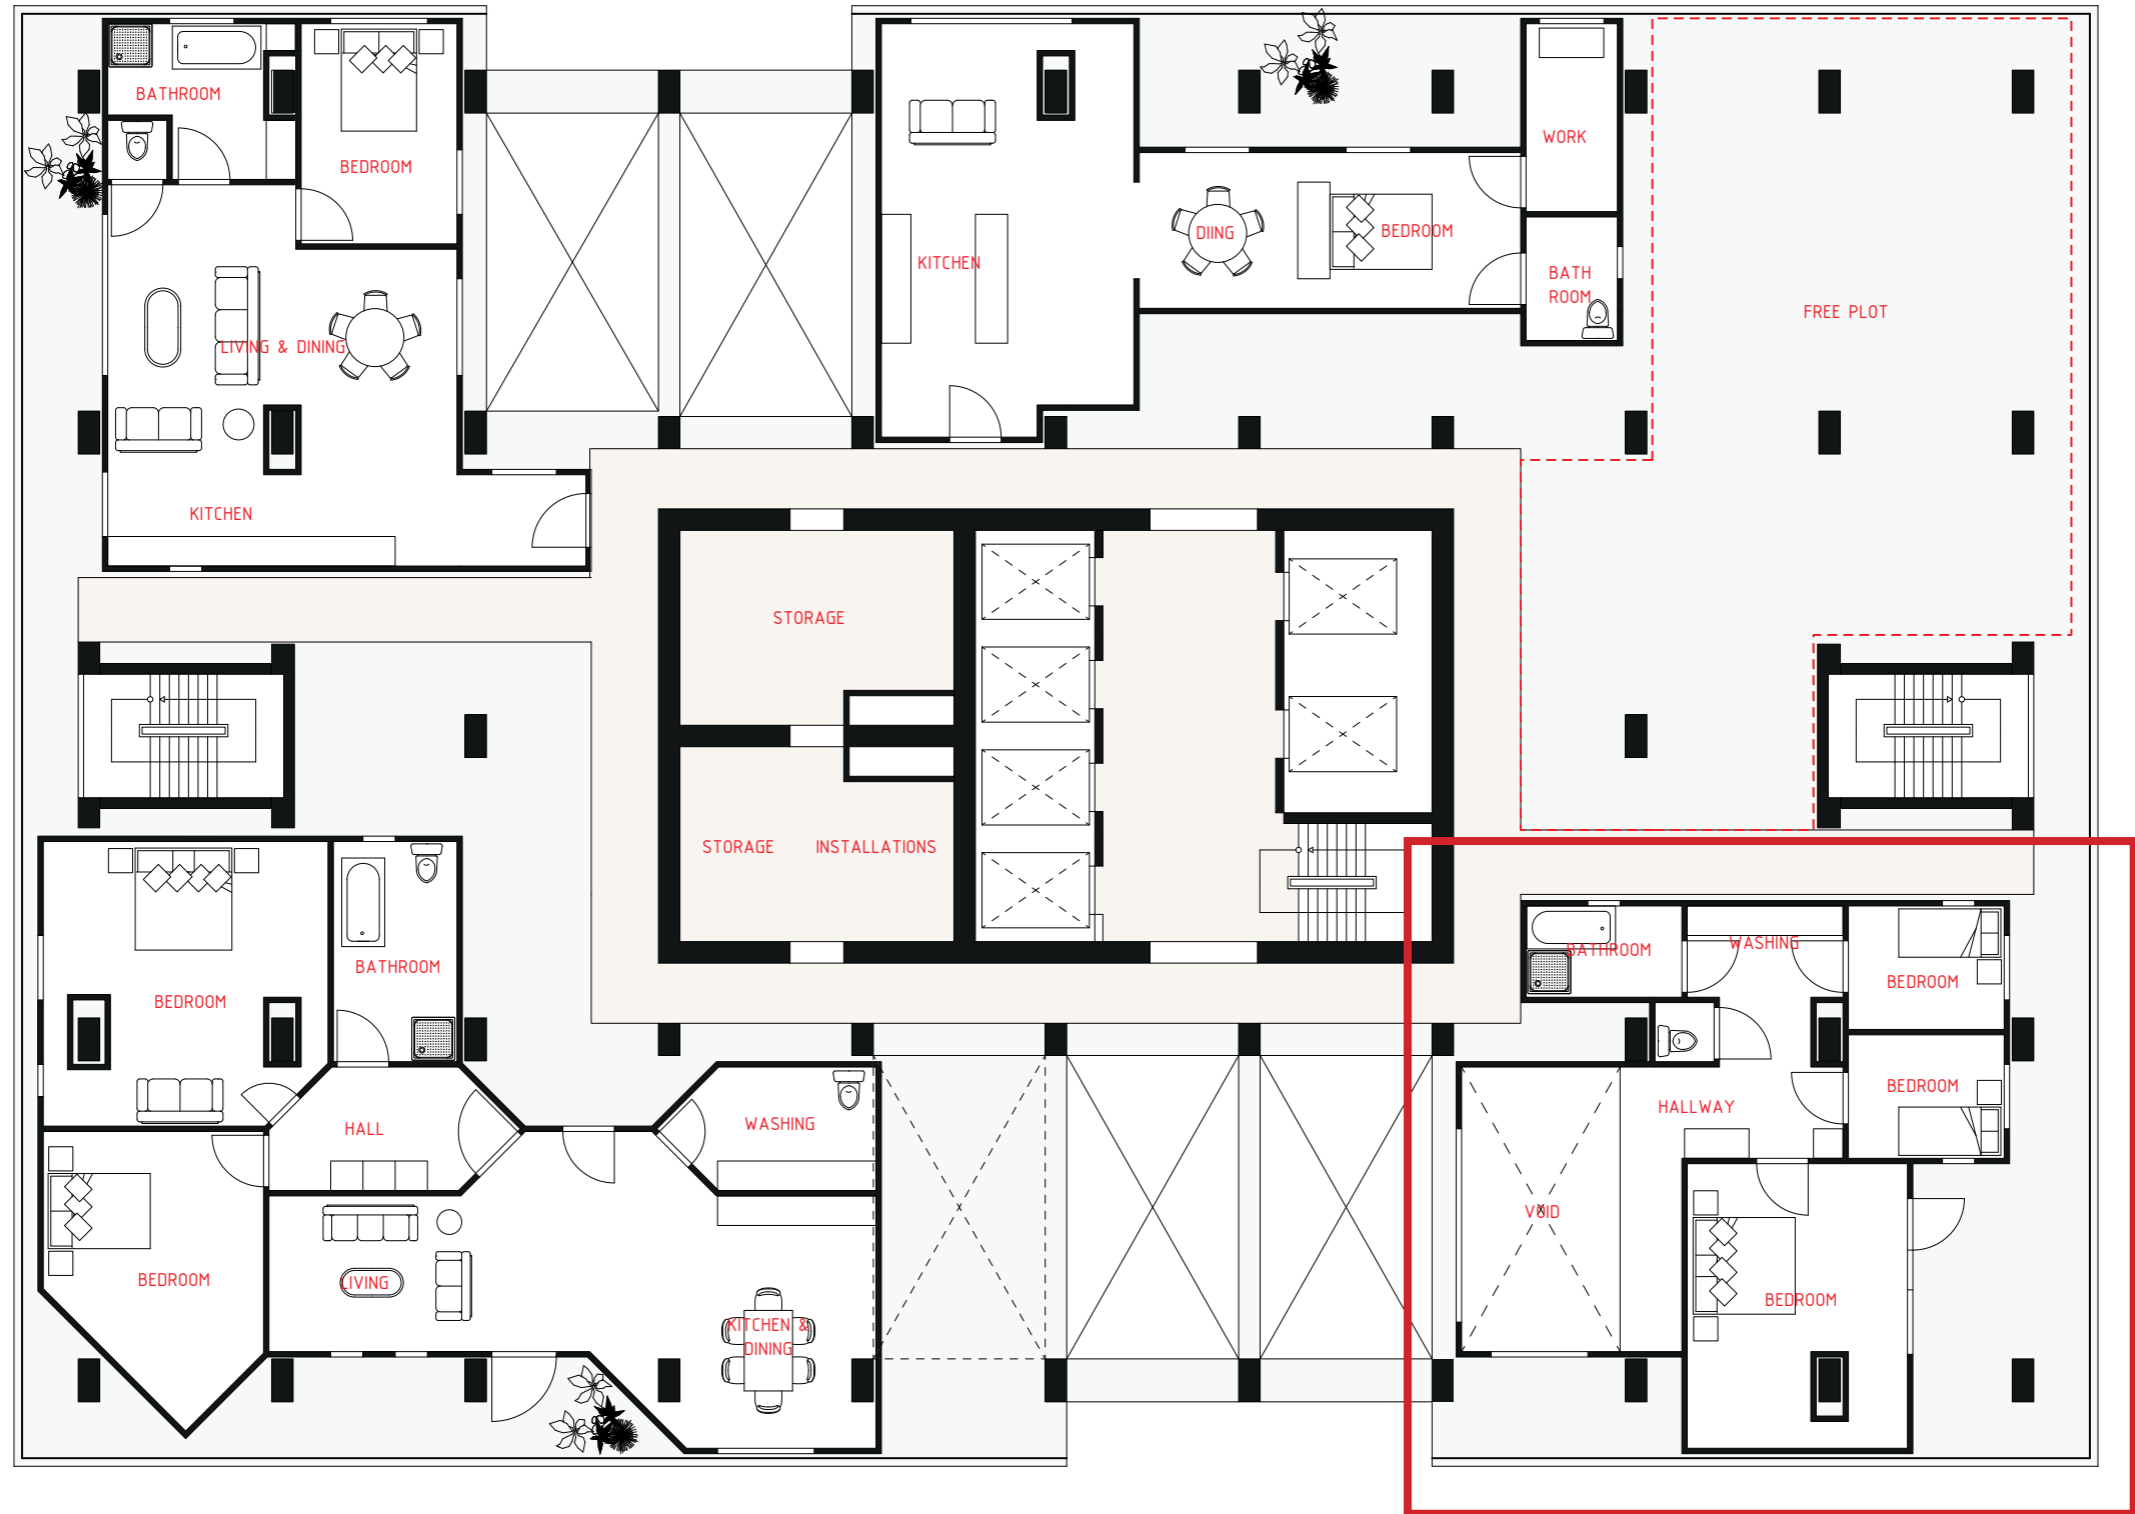 BATHROOM
BEDROOM
LIVING & DINING
KITCHEN
KITCHEN
DIING
BEDROOM
WORK
BATH
ROOM
FREE PLOT
STORAGE
STORAGE
INSTALLATIONS
BEDROOM
BATHROOM
HALL
BEDROOM
LIVING
WASHING
KITCHEN &
DINING
BATHROOM
WASHING
BEDROOM
BEDROOM
HALLWAY
VOID
BEDROOM